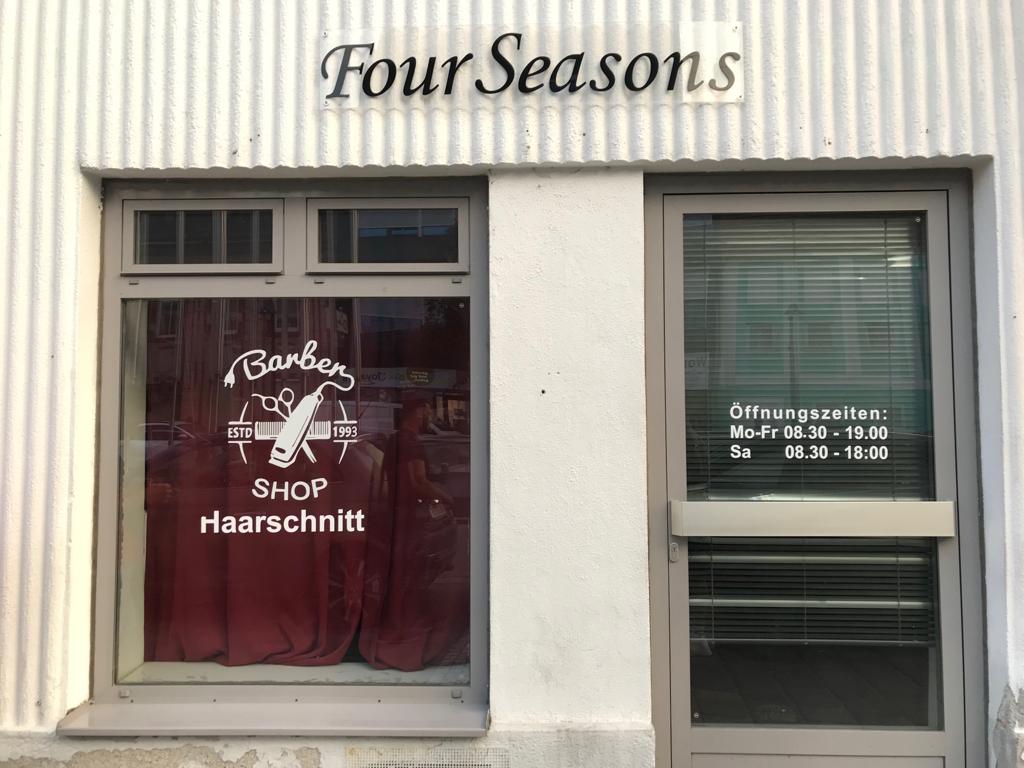 Four Seasons
Barber
ESTD 1993
SHOP
Haarschnitt
Öffnungszeiten:
Mo-Fr 08.30 - 19.00
Sa 08.30 - 18:00